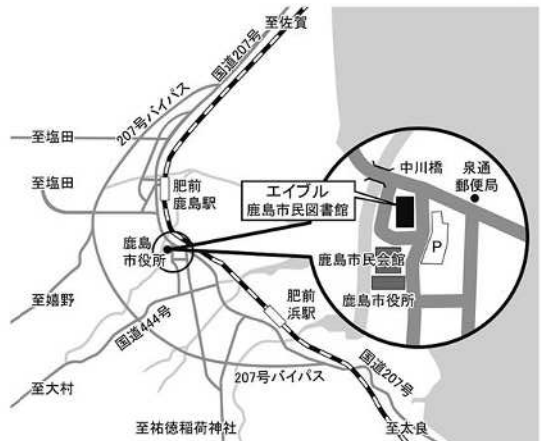 至佐賀
国道207号
207号バイパス
至塩田
至塩田
肥前
鹿島駅
中川橋
泉通
郵便局
エイブル
鹿島市民図書館
P
鹿島
市役所
鹿島市民会館
鹿島市役所
至嬉野
国道444号
肥前
浜駅
207号バイパス
国道207号
至大村
至祐徳稲荷神社
至太良